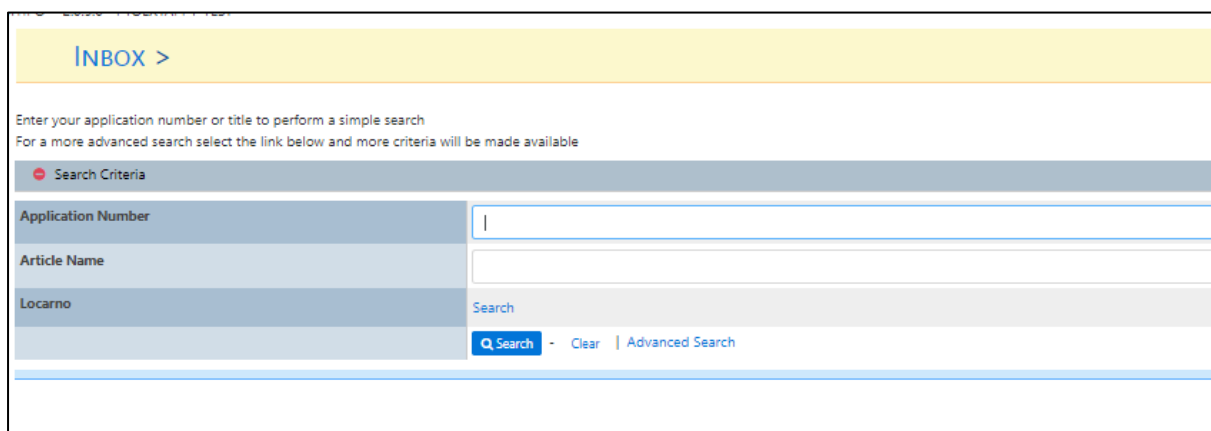 INBOX >
Enter your application number or title to perform a simple search
For a more advanced search select the link below and more criteria will be made available
Search Criteria
Application Number
Article Name
Locarno Search
Search - Clear | Advanced Search